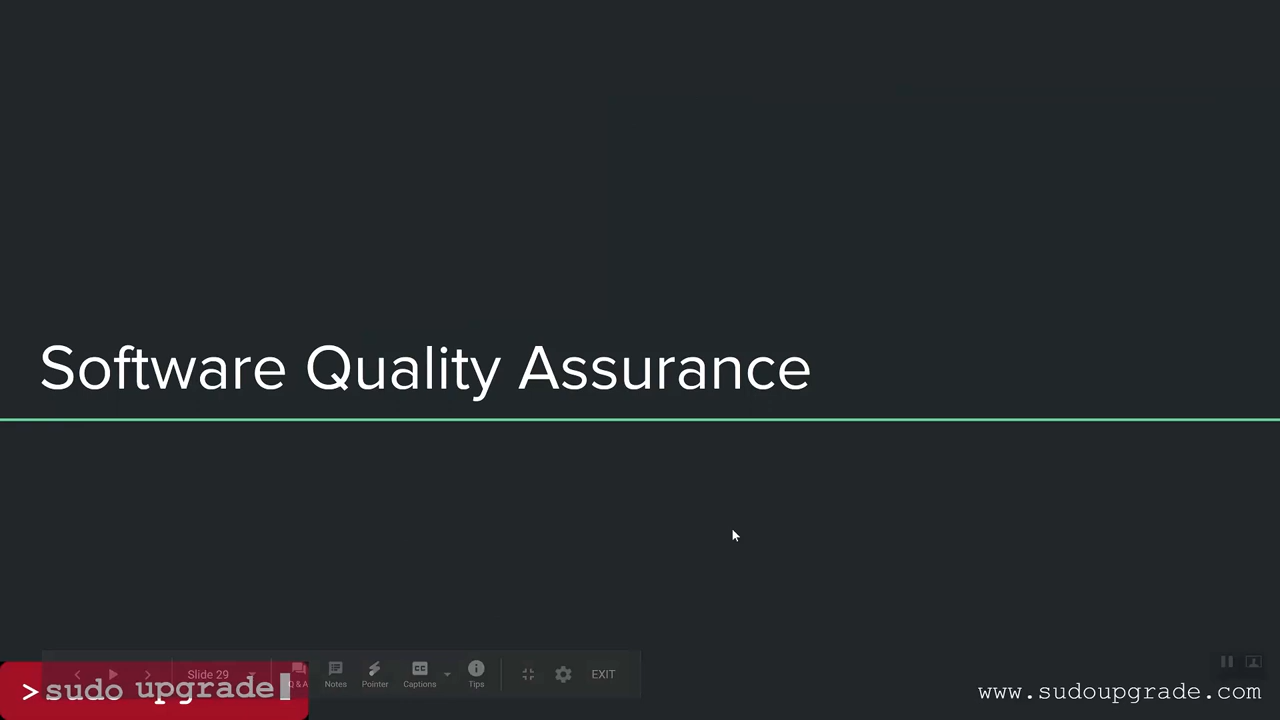 Software Quality Assurance
Slide 29
Q & A
Notes
Pointer
Captions
Tips
EXIT
>sudo upgrade
www.sudoupgrade.com